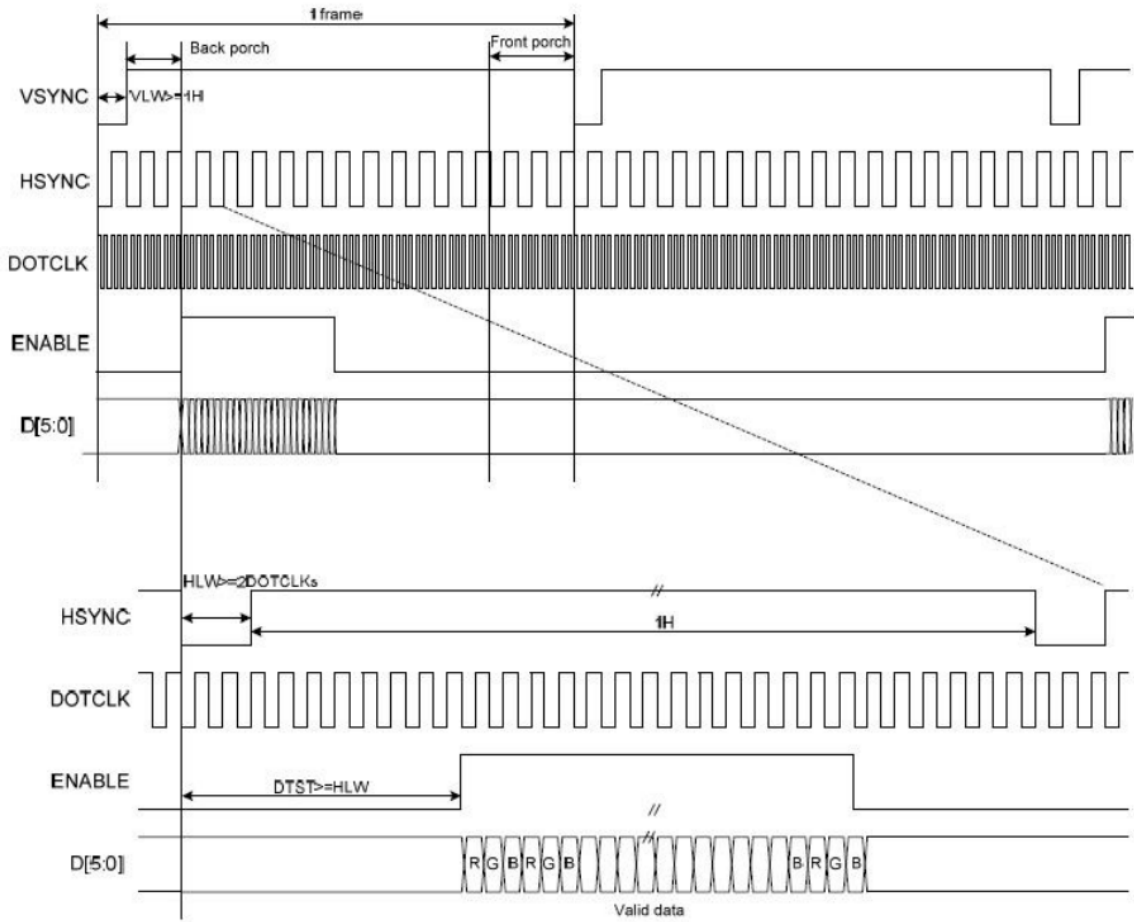 1 frame
Back porch
Front porch
VSYNC
VLW>=1H
HSYNC
DOTCLK
ENABLE
D[5:0]
HLW>=2DOTCLKs
HSYNC
//
1H
DOTCLK
ENABLE
DTST>=HLW
//
//
D[5:0]
R G B R G B B R G B
Valid data